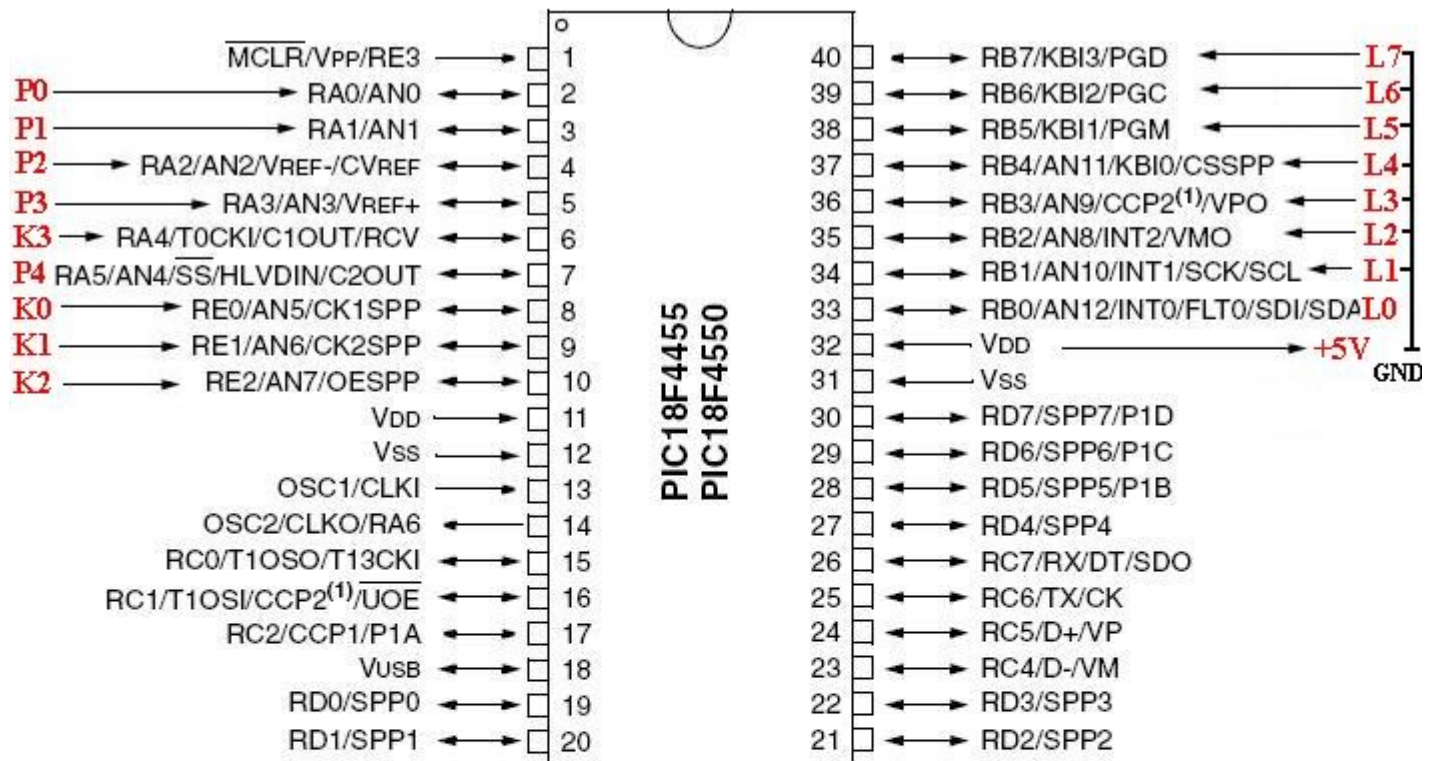 MCLR/VPP/RE3 1
P0 RA0/AN0 2
P1 RA1/AN1 3
P2 RA2/AN2/VREF-/CVREF 4
P3 RA3/AN3/VREF+ 5
K3 RA4/T0CKI/C1OUT/RCV 6
P4 RA5/AN4/SS/HLVDIN/C2OUT 7
K0 RE0/AN5/CK1SPP 8
K1 RE1/AN6/CK2SPP 9
K2 RE2/AN7/OESPP 10
VDD 11
VSS 12
OSC1/CLKI 13
OSC2/CLKO/RA6 14
RC0/T1OSO/T13CKI 15
RC1/T1OSI/CCP2(1)/UOE 16
RC2/CCP1/P1A 17
VUSB 18
RD0/SPP0 19
RD1/SPP1 20
PIC18F4455
PIC18F4550
40 RB7/KBI3/PGD L7
39 RB6/KBI2/PGC L6
38 RB5/KBI1/PGM L5
37 RB4/AN11/KBI0/CSSPP L4
36 RB3/AN9/CCP2(1)/VPO L3
35 RB2/AN8/INT2/VMO L2
34 RB1/AN10/INT1/SCK/SCL L1
33 RB0/AN12/INT0/FLT0/SDI/SDA L0
32 VDD +5V
31 VSS GND
30 RD7/SPP7/P1D
29 RD6/SPP6/P1C
28 RD5/SPP5/P1B
27 RD4/SPP4
26 RC7/RX/DT/SDO
25 RC6/TX/CK
24 RC5/D+/VP
23 RC4/D-/VM
22 RD3/SPP3
21 RD2/SPP2